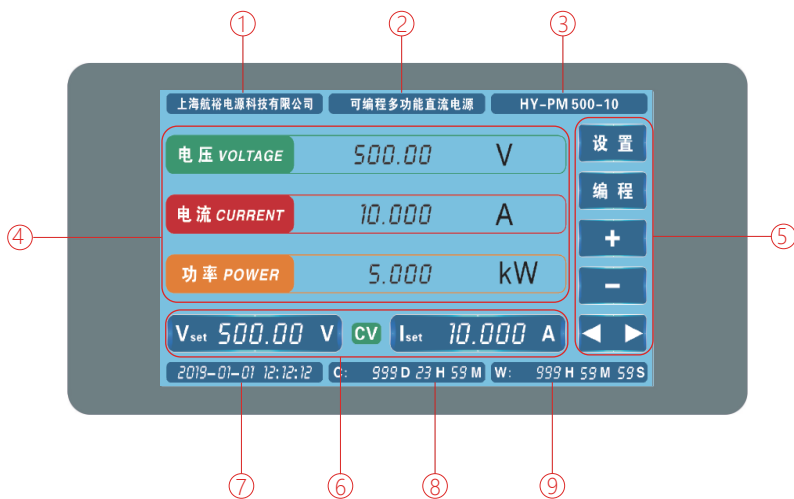 ① ② ③
上海航裕电源科技有限公司 可编程多功能直流电源 HY-PM 500-10
电压 VOLTAGE 500.00 V
设置
编程
电流 CURRENT 10.000 A
④ + ⑤
功率 POWER 5.000 kW
−
Vset 500.00 V CV Iset 10.000 A ◀ ▶
2019-01-01 12:12:12 C: 999 D 23 H 59 M W: 999 H 59 M 59 S
⑦ ⑥ ⑧ ⑨